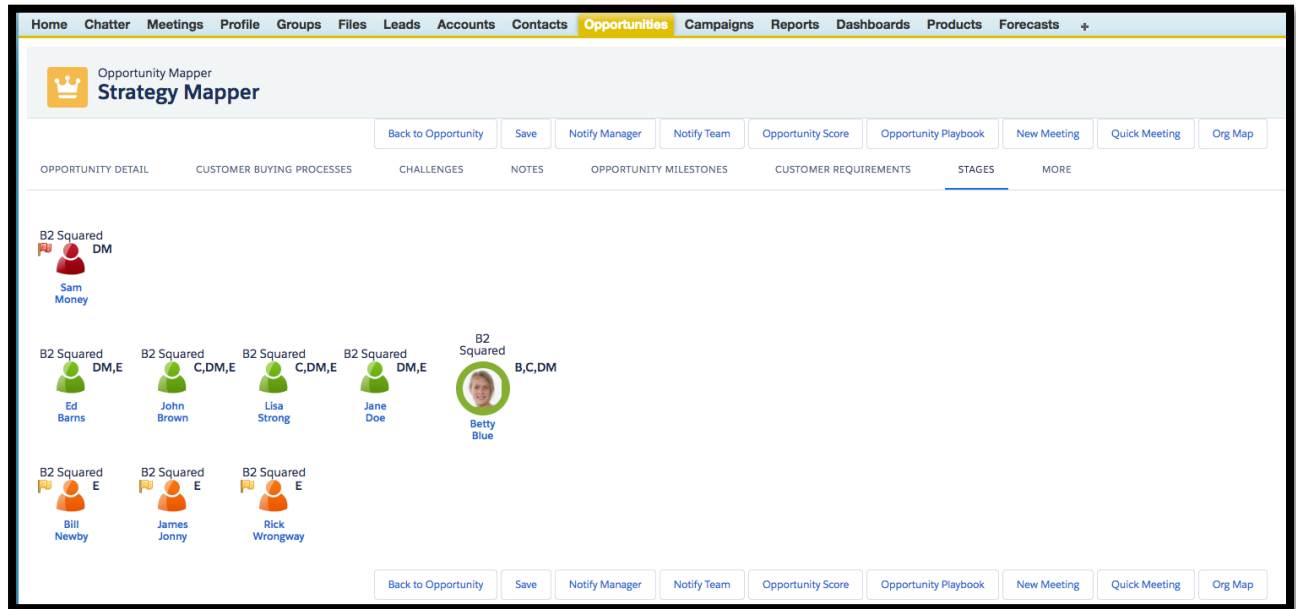 Home Chatter Meetings Profile Groups Files Leads Accounts Contacts Opportunities Campaigns Reports Dashboards Products Forecasts +
Opportunity Mapper
Strategy Mapper
Back to Opportunity Save Notify Manager Notify Team Opportunity Score Opportunity Playbook New Meeting Quick Meeting Org Map
OPPORTUNITY DETAIL CUSTOMER BUYING PROCESSES CHALLENGES NOTES OPPORTUNITY MILESTONES CUSTOMER REQUIREMENTS STAGES MORE
B2 Squared
DM
Sam
Money
B2
Squared
B2 Squared B2 Squared B2 Squared B2 Squared
DM,E C,DM,E C,DM,E DM,E B,C,DM
Ed John Lisa Jane
Barns Brown Strong Doe
Betty
Blue
B2 Squared B2 Squared B2 Squared
E E E
Bill James Rick
Newby Jonny Wrongway
Back to Opportunity Save Notify Manager Notify Team Opportunity Score Opportunity Playbook New Meeting Quick Meeting Org Map